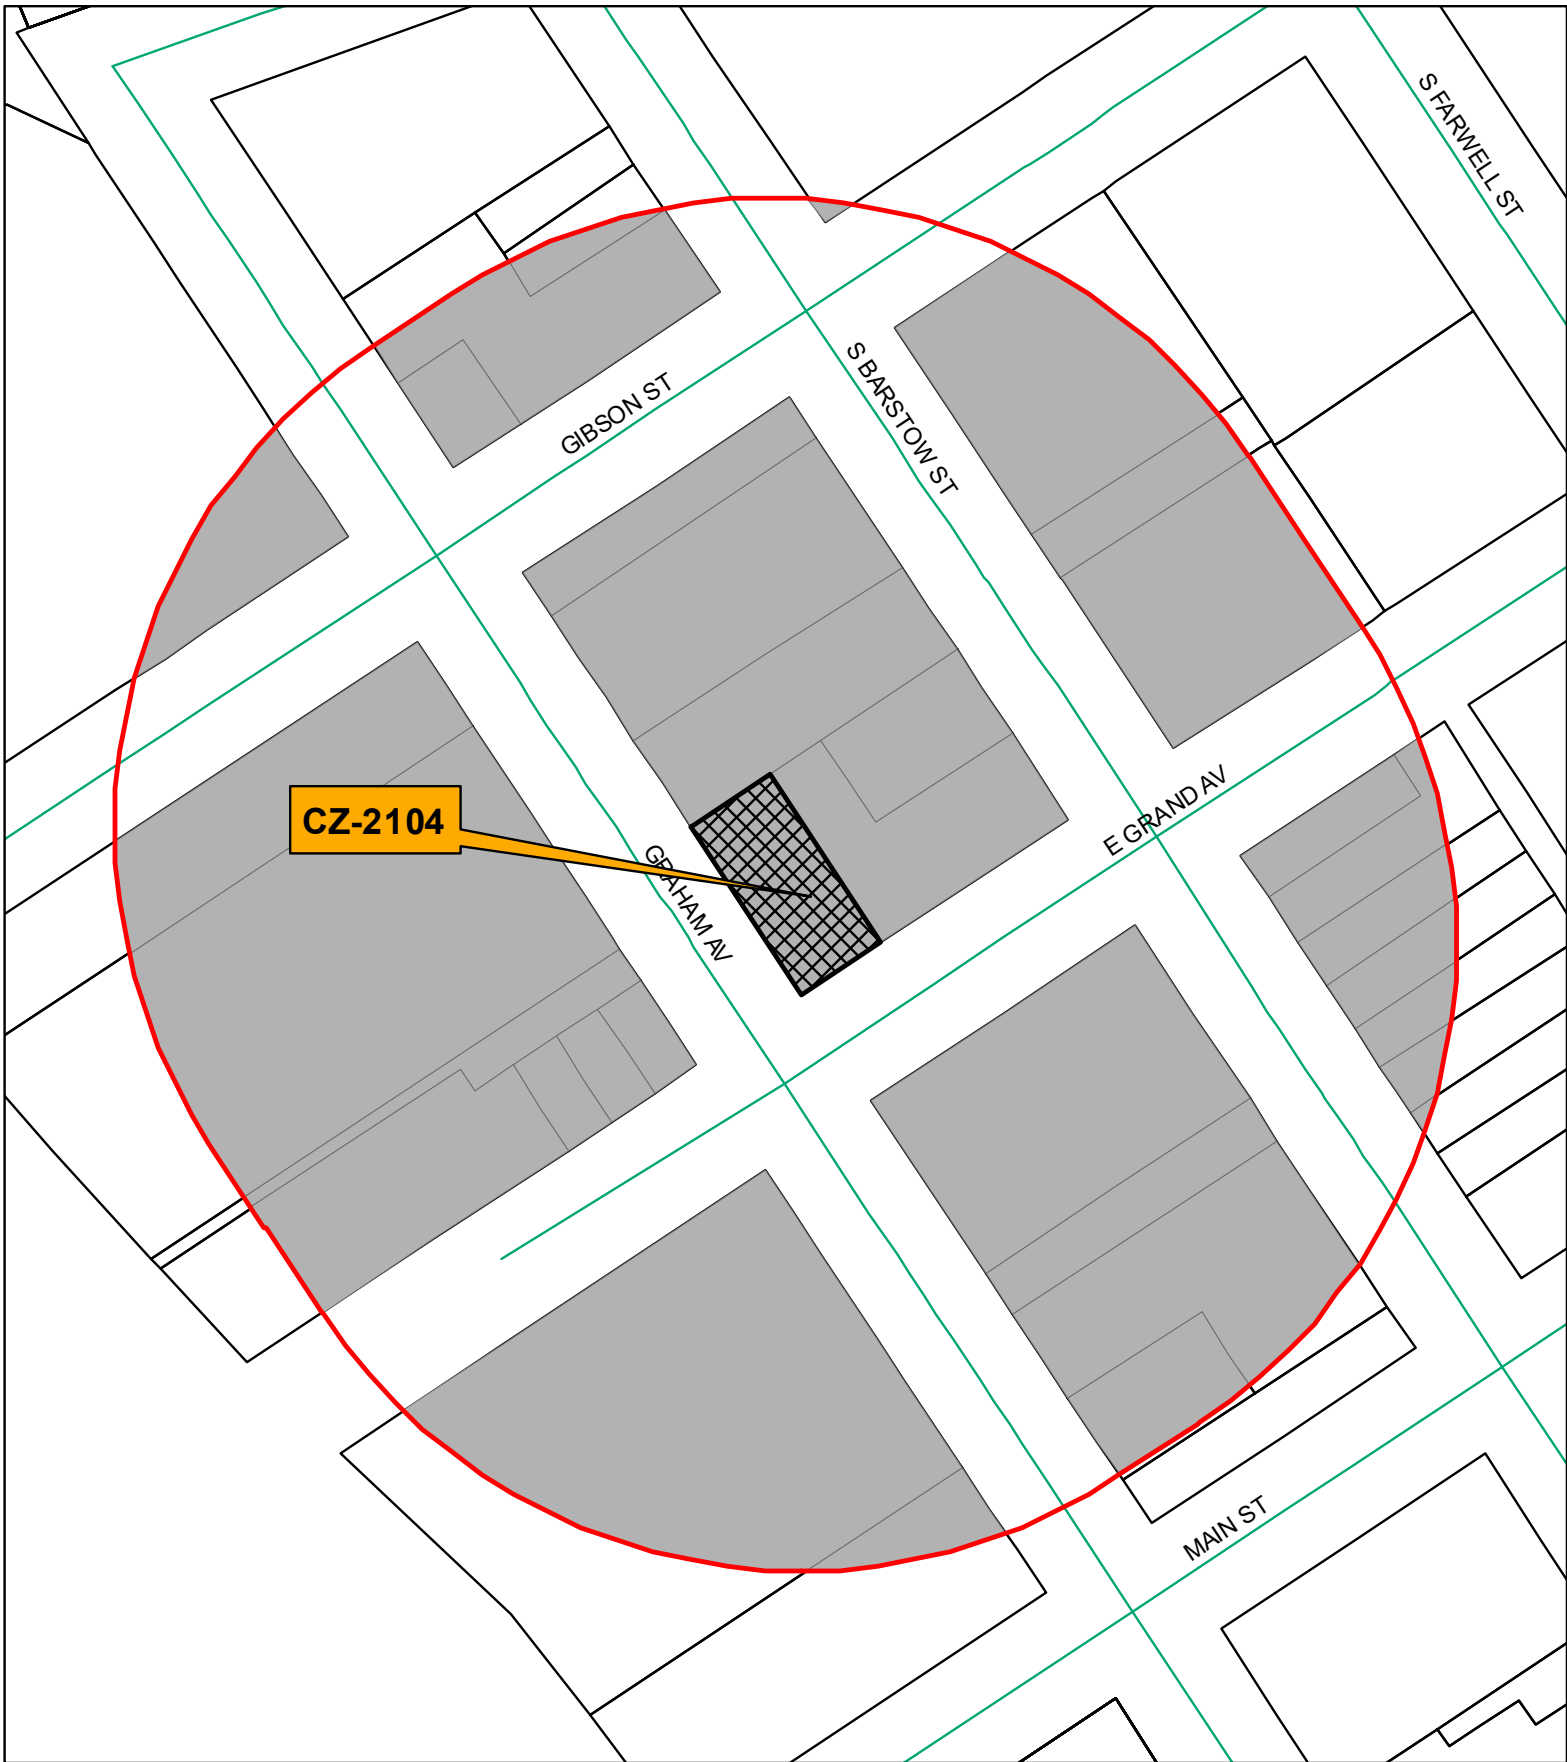 S FARWELL ST
S BARSTOW ST
GIBSON ST
CZ-2104
E GRAND AV
GRAHAM AV
MAIN ST